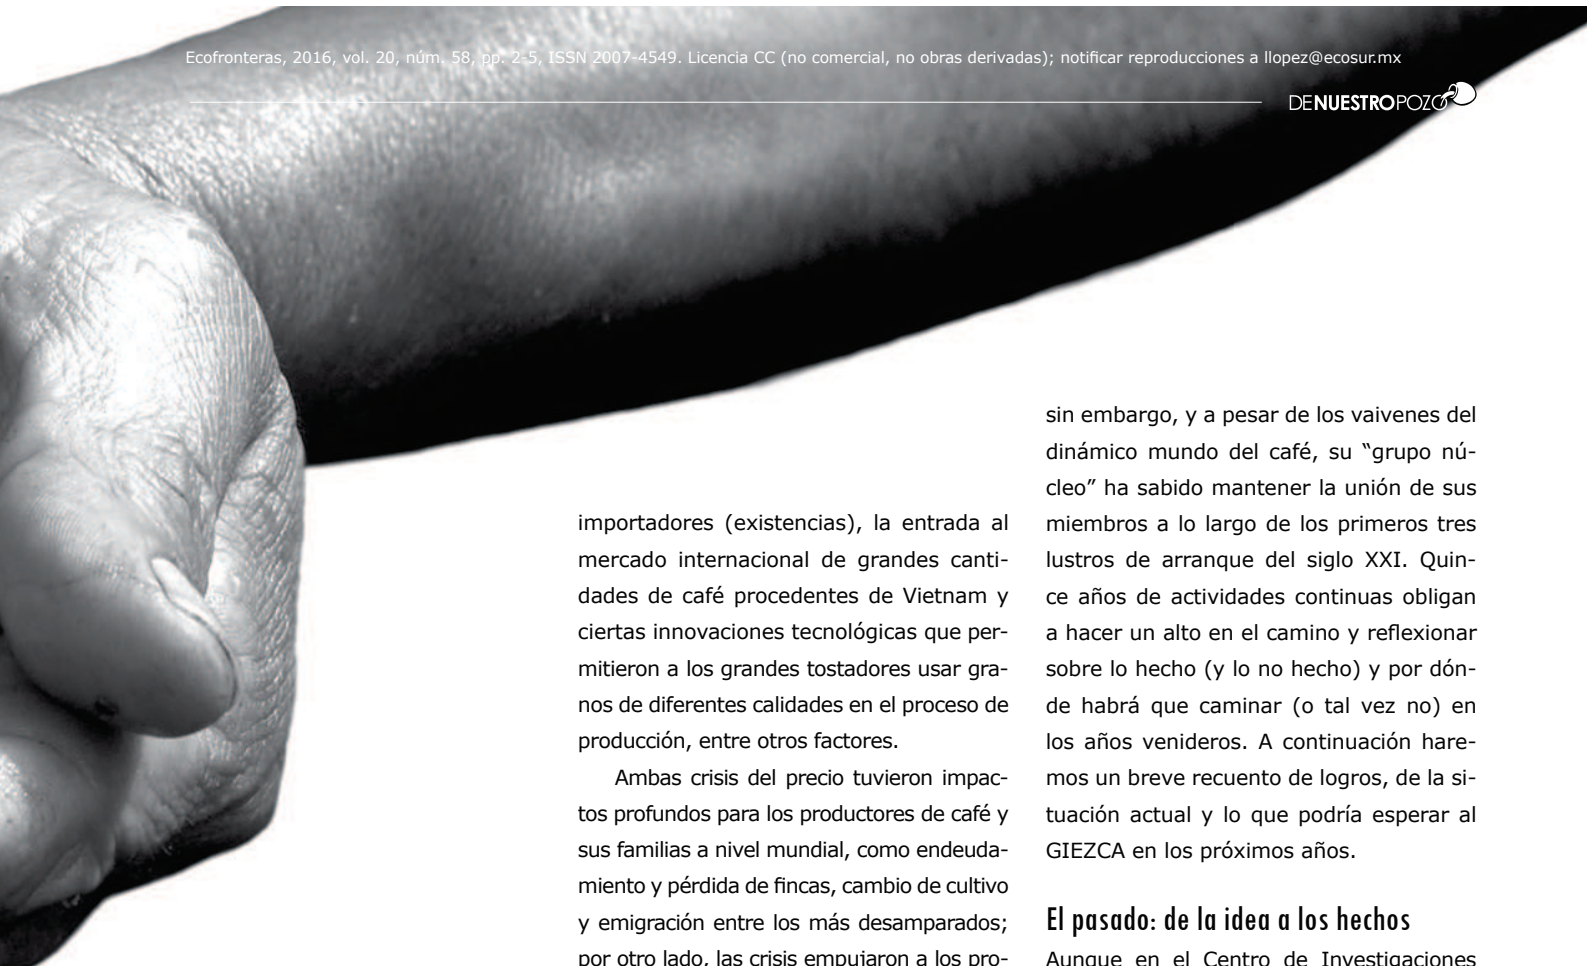 Ecofronteras, 2016, vol. 20, núm. 58, pp. 2-5, ISSN 2007-4549. Licencia CC (no comercial, no obras derivadas); notificar reproducciones a llopez@ecosur.mx
DENUESTROPOZO
importadores (existencias), la entrada al
mercado internacional de grandes canti-
dades de café procedentes de Vietnam y
ciertas innovaciones tecnológicas que per-
mitieron a los grandes tostadores usar gra-
nos de diferentes calidades en el proceso de
producción, entre otros factores.
Ambas crisis del precio tuvieron impac-
tos profundos para los productores de café y
sus familias a nivel mundial, como endeuda-
miento y pérdida de fincas, cambio de cultivo
y emigración entre los más desamparados;
por otro lado, las crisis empujaron a los pro-
sin embargo, y a pesar de los vaivenes del
dinámico mundo del café, su “grupo nú-
cleo” ha sabido mantener la unión de sus
miembros a lo largo de los primeros tres
lustros de arranque del siglo XXI. Quin-
ce años de actividades continuas obligan
a hacer un alto en el camino y reflexionar
sobre lo hecho (y lo no hecho) y por dón-
de habrá que caminar (o tal vez no) en
los años venideros. A continuación hare-
mos un breve recuento de logros, de la si-
tuación actual y lo que podría esperar al
GIEZCA en los próximos años.
El pasado: de la idea a los hechos
Aunque en el Centro de Investigaciones